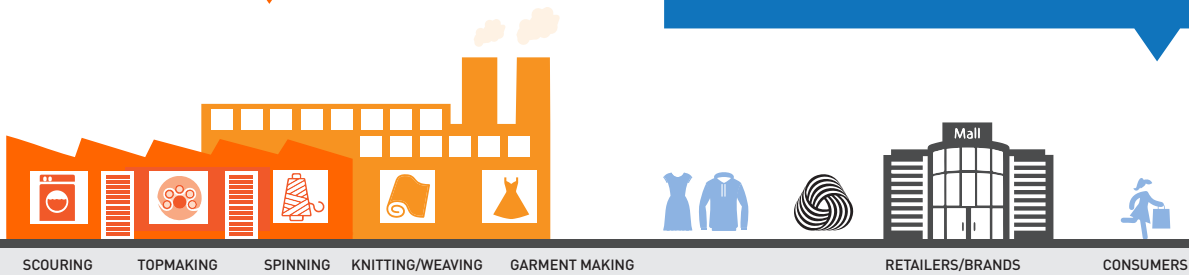 Mall
SCOURING TOPMAKING SPINNING KNITTING/WEAVING GARMENT MAKING RETAILERS/BRANDS CONSUMERS